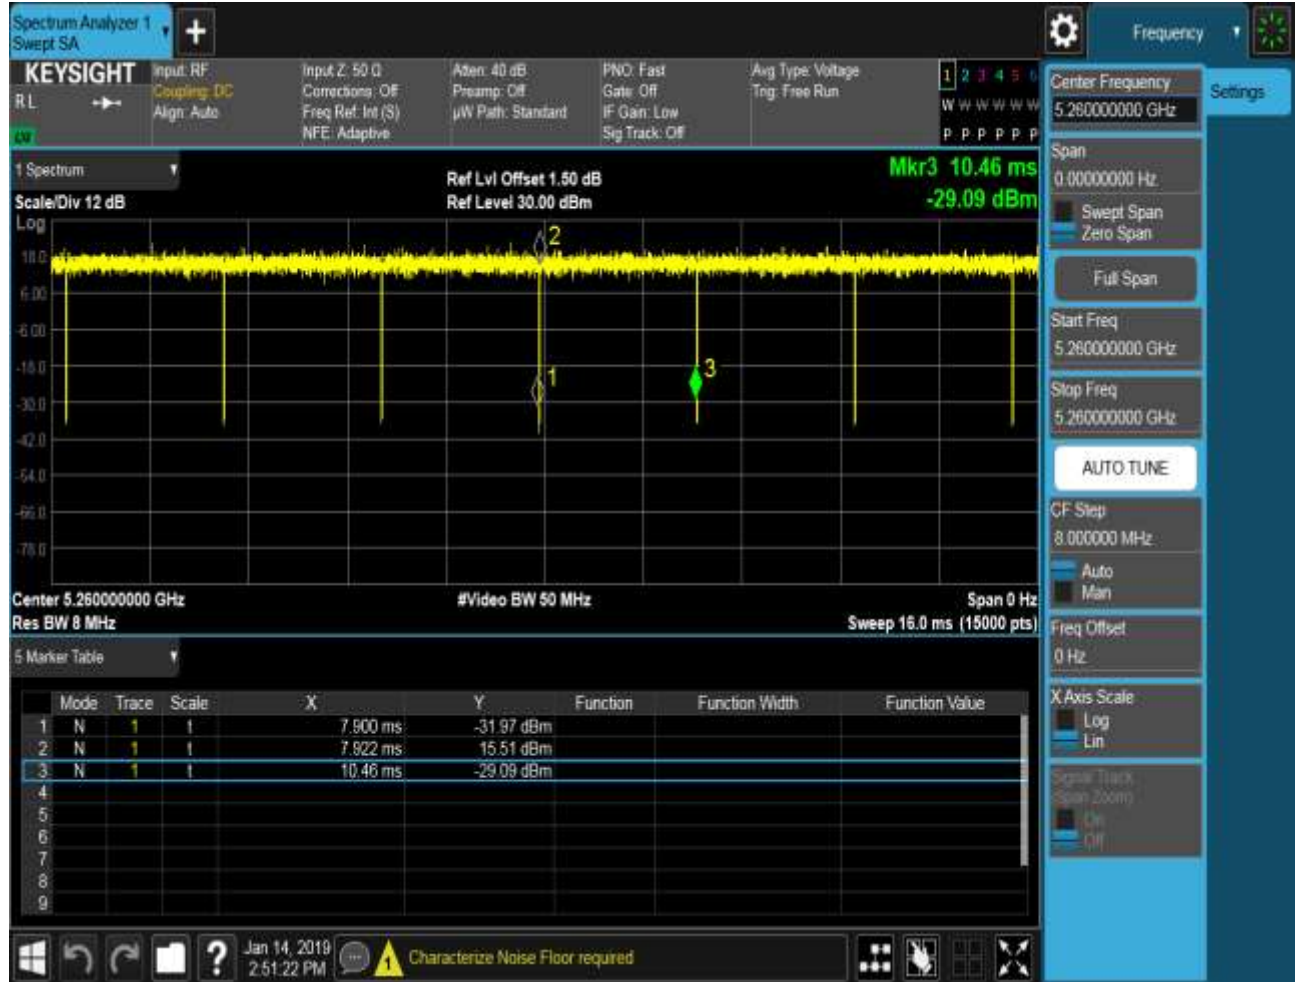 Spectrum Analyzer 1
Swept SA
Frequency
KEYSIGHT
RL
Input: RF
Coupling: DC
Align: Auto
Input Z: 50 Ω
Corrections: Off
Freq Ref: Int (S)
NFE: Adaptive
Atten: 40 dB
Preamp: Off
µW Path: Standard
PNO: Fast
Gate: Off
IF Gain: Low
Sig Track: Off
Avg Type: Voltage
Trig: Free Run
1 2 3 4 5 6
W W W W W W
P P P P P P
1 Spectrum
Scale/Div 12 dB
Ref Lvl Offset 1.50 dB
Ref Level 30.00 dBm
Mkr3 10.46 ms
-29.09 dBm
Log
18.0
6.00
-6.00
-18.0
-30.0
-42.0
-54.0
-66.0
-78.0
2
1
3
Center 5.260000000 GHz
Res BW 8 MHz
#Video BW 50 MHz
Span 0 Hz
Sweep 16.0 ms (15000 pts)
5 Marker Table
Mode Trace Scale X Y Function Function Width Function Value
1 N 1 t 7.900 ms -31.97 dBm
2 N 1 t 7.922 ms 15.51 dBm
3 N 1 t 10.46 ms -29.09 dBm
4
5
6
7
8
9
Jan 14, 2019
2:51:22 PM
1
Characterize Noise Floor required
Center Frequency
5.260000000 GHz
Settings
Span
0.00000000 Hz
Swept Span
Zero Span
Full Span
Start Freq
5.260000000 GHz
Stop Freq
5.260000000 GHz
AUTO TUNE
CF Step
8.000000 MHz
Auto
Man
Freq Offset
0 Hz
X Axis Scale
Log
Lin
Signal Track
(Span Zoom)
On
Off